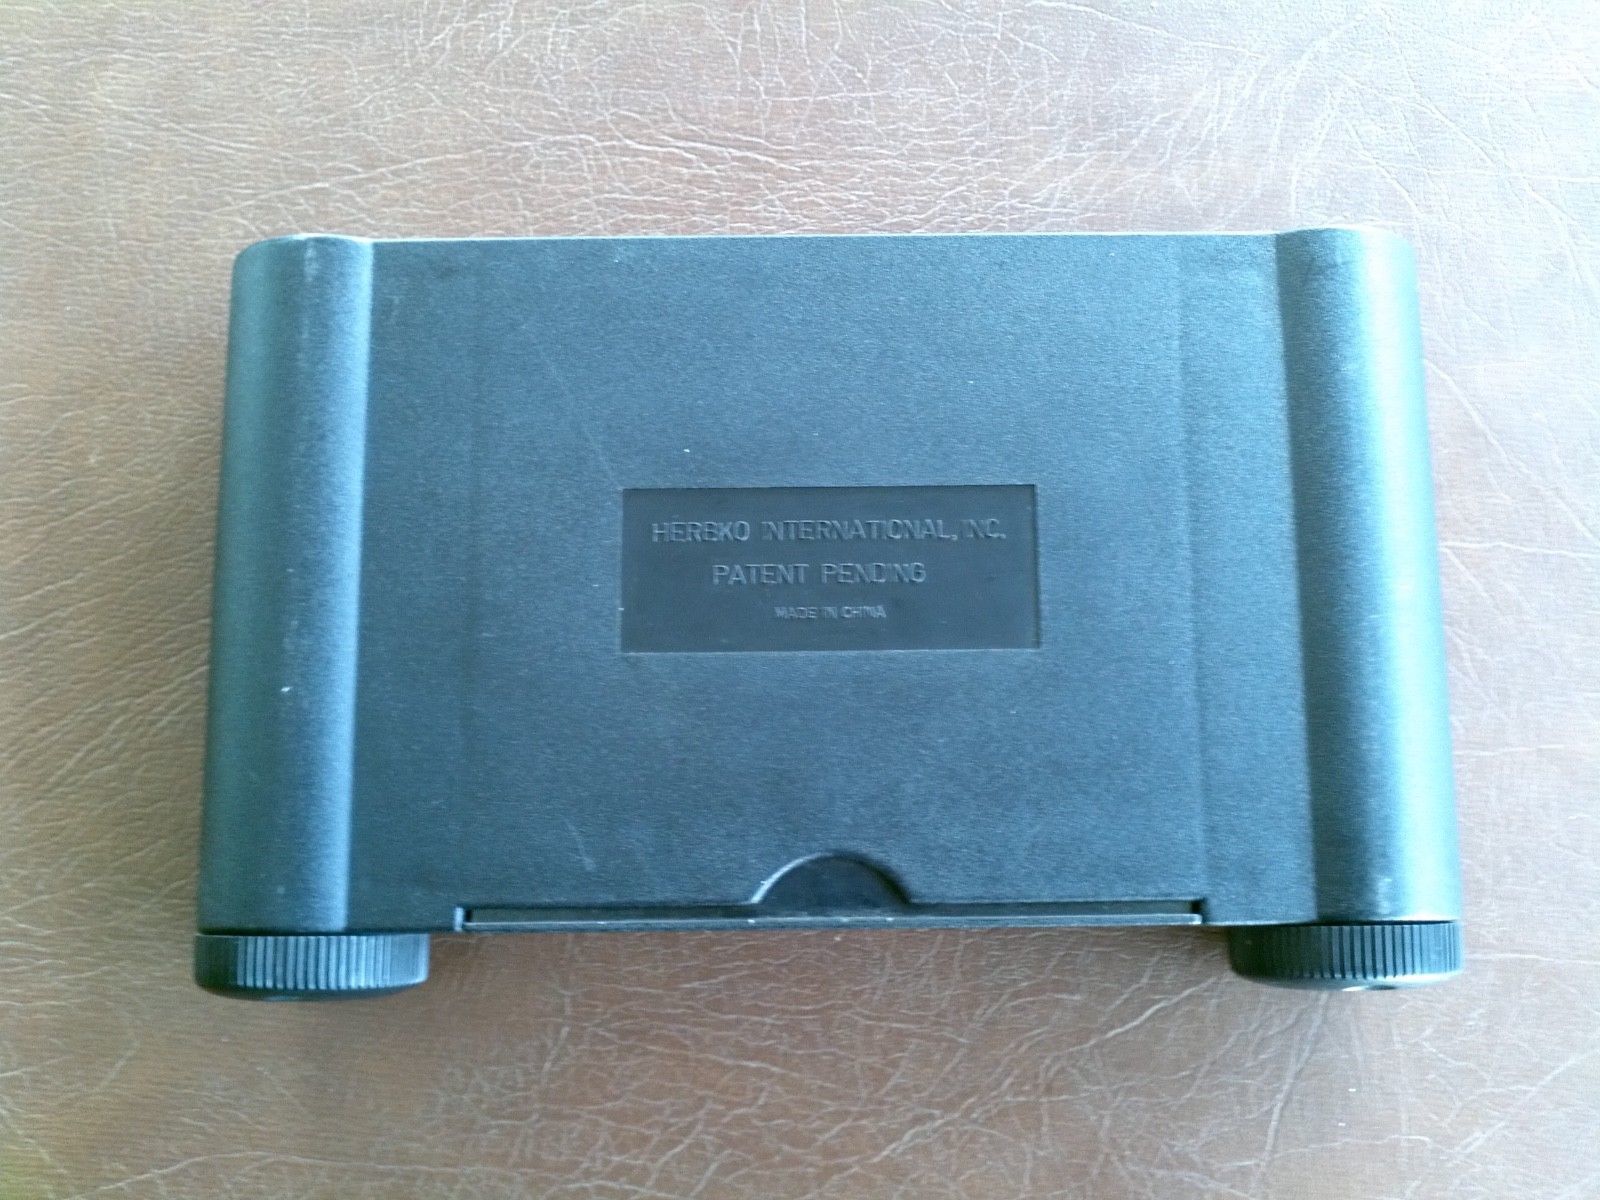 HERBKO INTERNATIONAL, INC.
PATENT PENDING
MADE IN CHINA